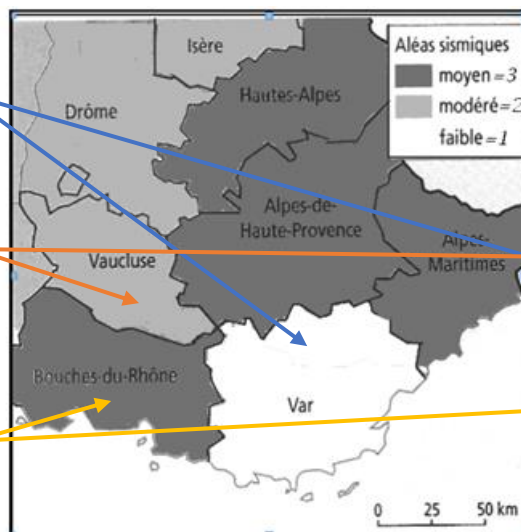 Isère
Aléas sismiques
moyen=3
modéré=2
faible=1
Hautes-Alpes
Drôme
Alpes-de-
Haute-Provence
Alpes-
Maritimes
Vaucluse
Bouches-du-Rhône
Var
0 25 50 km